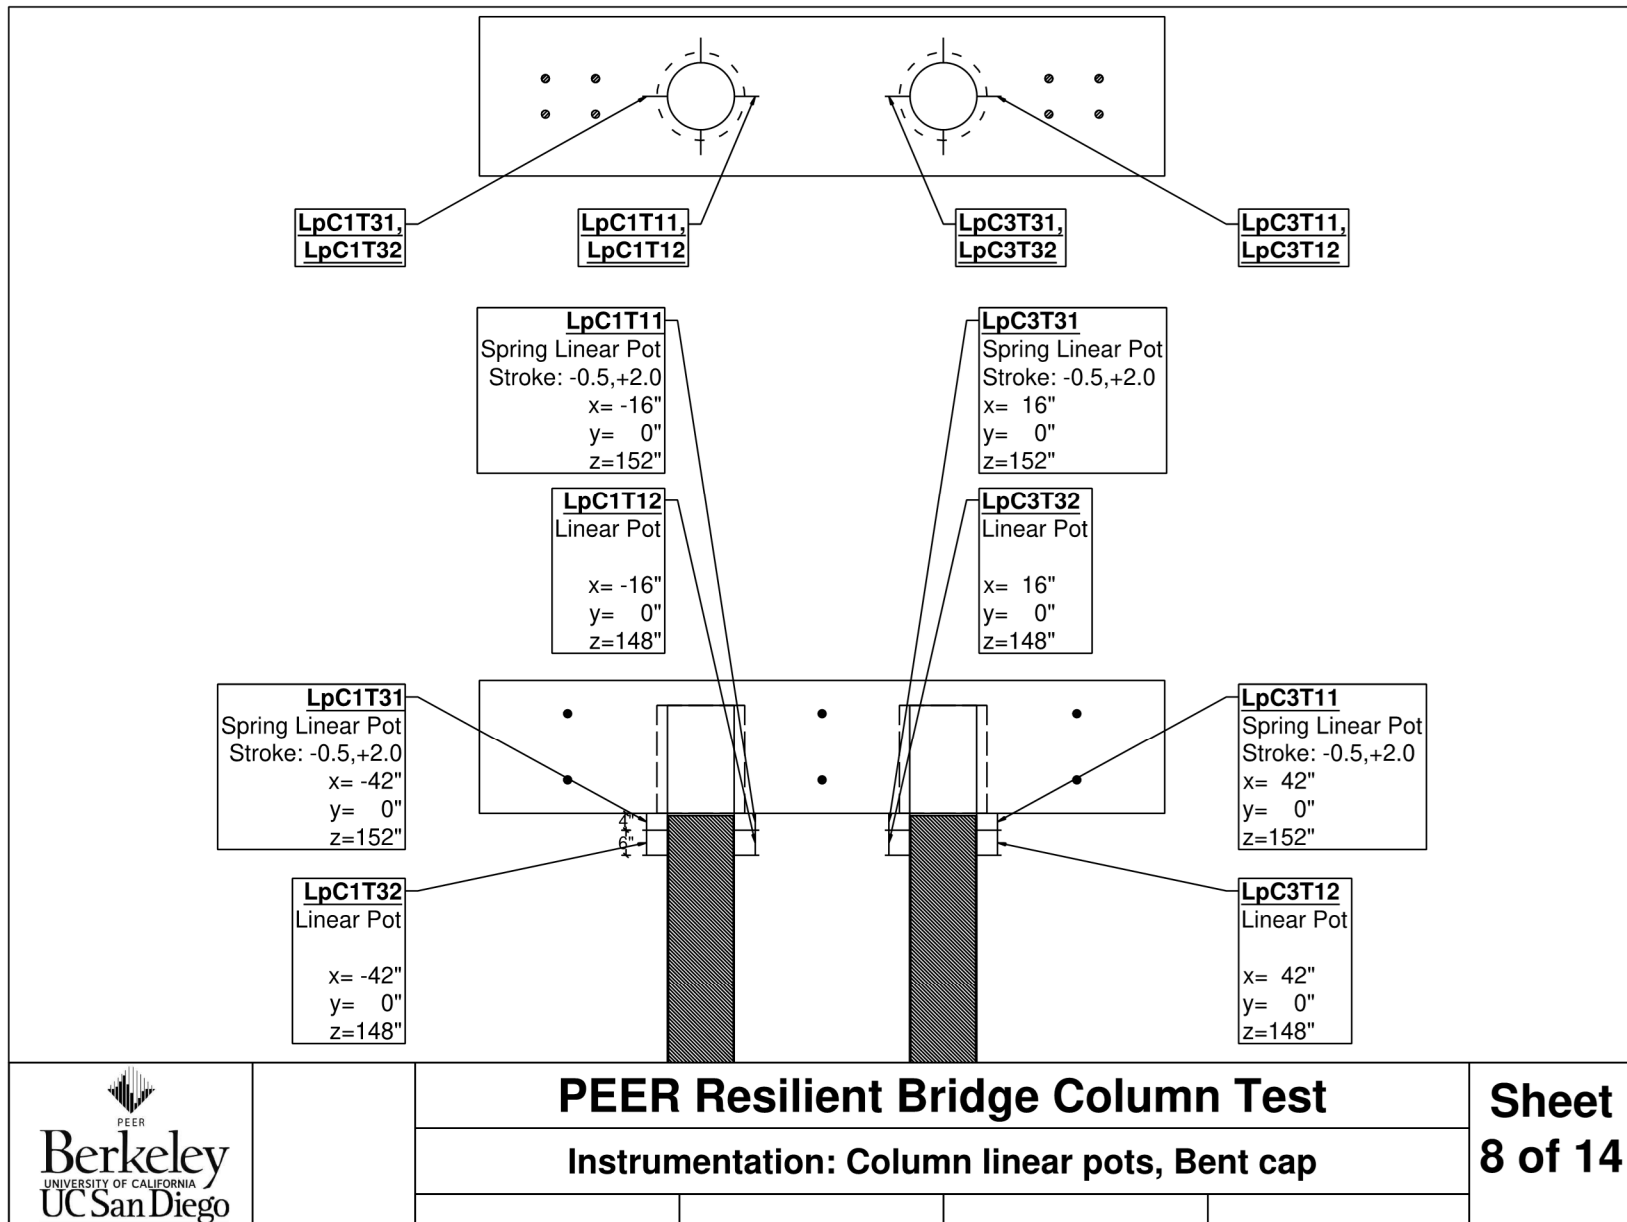 LpC1T31,
LpC1T32
LpC1T11,
LpC1T12
LpC3T31,
LpC3T32
LpC3T11,
LpC3T12
LpC1T11
Spring Linear Pot
Stroke: -0.5,+2.0
x= -16"
y= 0"
z=152"
LpC3T31
Spring Linear Pot
Stroke: -0.5,+2.0
x= 16"
y= 0"
z=152"
LpC1T12
Linear Pot
x= -16"
y= 0"
z=148"
LpC3T32
Linear Pot
x= 16"
y= 0"
z=148"
LpC1T31
Spring Linear Pot
Stroke: -0.5,+2.0
x= -42"
y= 0"
z=152"
4"
6"
LpC3T11
Spring Linear Pot
Stroke: -0.5,+2.0
x= 42"
y= 0"
z=152"
LpC1T32
Linear Pot
x= -42"
y= 0"
z=148"
LpC3T12
Linear Pot
x= 42"
y= 0"
z=148"
PEER
Berkeley
UNIVERSITY OF CALIFORNIA
UC San Diego
PEER Resilient Bridge Column Test
Instrumentation: Column linear pots, Bent cap
Sheet
8 of 14